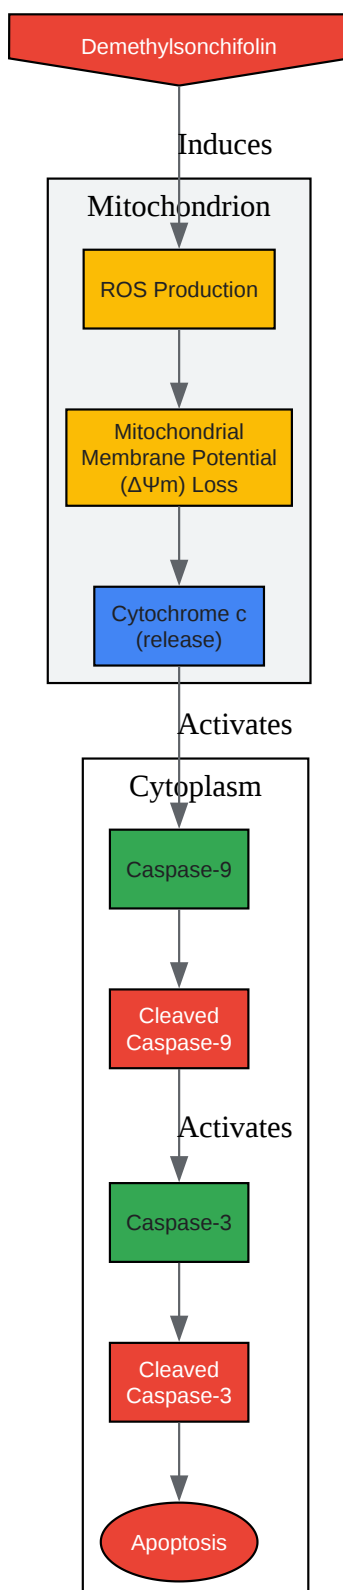 Demethylsonchifolin
Induces
Mitochondrion
ROS Production
Mitochondrial
Membrane Potential
(ΔΨm) Loss
Cytochrome c
(release)
Activates
Cytoplasm
Caspase-9
Cleaved
Caspase-9
Activates
Caspase-3
Cleaved
Caspase-3
Apoptosis